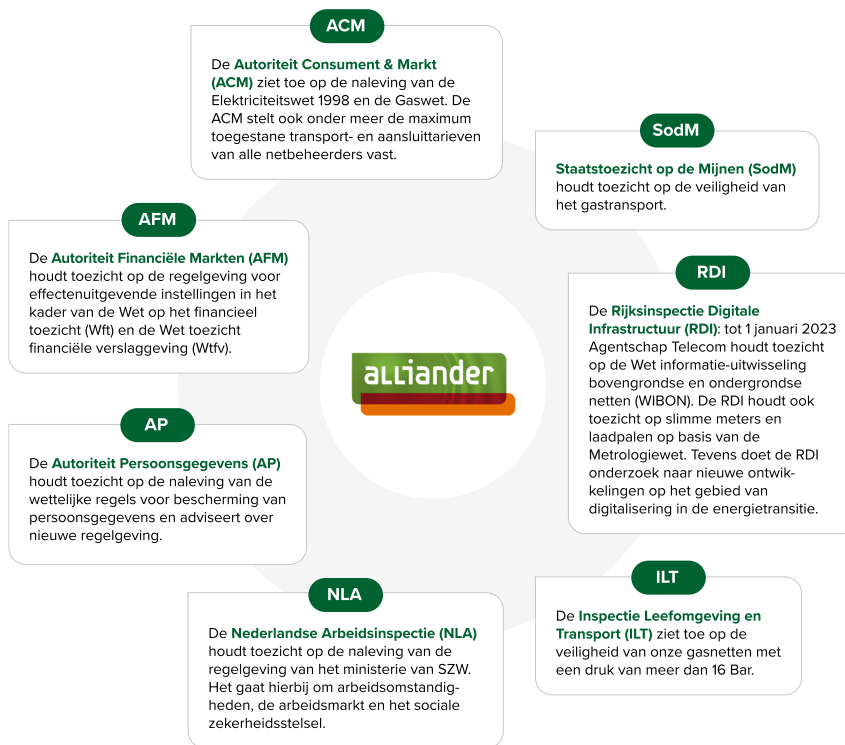 ACM
De Autoriteit Consument & Markt
(ACM) ziet toe op de naleving van de
Elektriciteitswet 1998 en de Gaswet. De
ACM stelt ook onder meer de maximum
toegestane transport- en aansluittarieven
van alle netbeheerders vast.
SodM
Staatstoezicht op de Mijnen (SodM)
houdt toezicht op de veiligheid van
het gastransport.
AFM
De Autoriteit Financiële Markten (AFM)
houdt toezicht op de regelgeving voor
effectenuitgevende instellingen in het
kader van de Wet op het financieel
toezicht (Wft) en de Wet toezicht
financiële verslaggeving (Wtfv).
RDI
De Rijksinspectie Digitale
Infrastructuur (RDI): tot 1 januari 2023
Agentschap Telecom houdt toezicht
op de Wet informatie-uitwisseling
bovengrondse en ondergrondse
netten (WIBON). De RDI houdt ook
toezicht op slimme meters en
laadpalen op basis van de
Metrologiewet. Tevens doet de RDI
onderzoek naar nieuwe ontwik-
kelingen op het gebied van
digitalisering in de energietransitie.
alliander
AP
De Autoriteit Persoonsgegevens (AP)
houdt toezicht op de naleving van de
wettelijke regels voor bescherming van
persoonsgegevens en adviseert over
nieuwe regelgeving.
NLA
De Nederlandse Arbeidsinspectie (NLA)
houdt toezicht op de naleving van de
regelgeving van het ministerie van SZW.
Het gaat hierbij om arbeidsomstandig-
heden, de arbeidsmarkt en het sociale
zekerheidsstelsel.
ILT
De Inspectie Leefomgeving en
Transport (ILT) ziet toe op de
veiligheid van onze gasnetten met
een druk van meer dan 16 Bar.